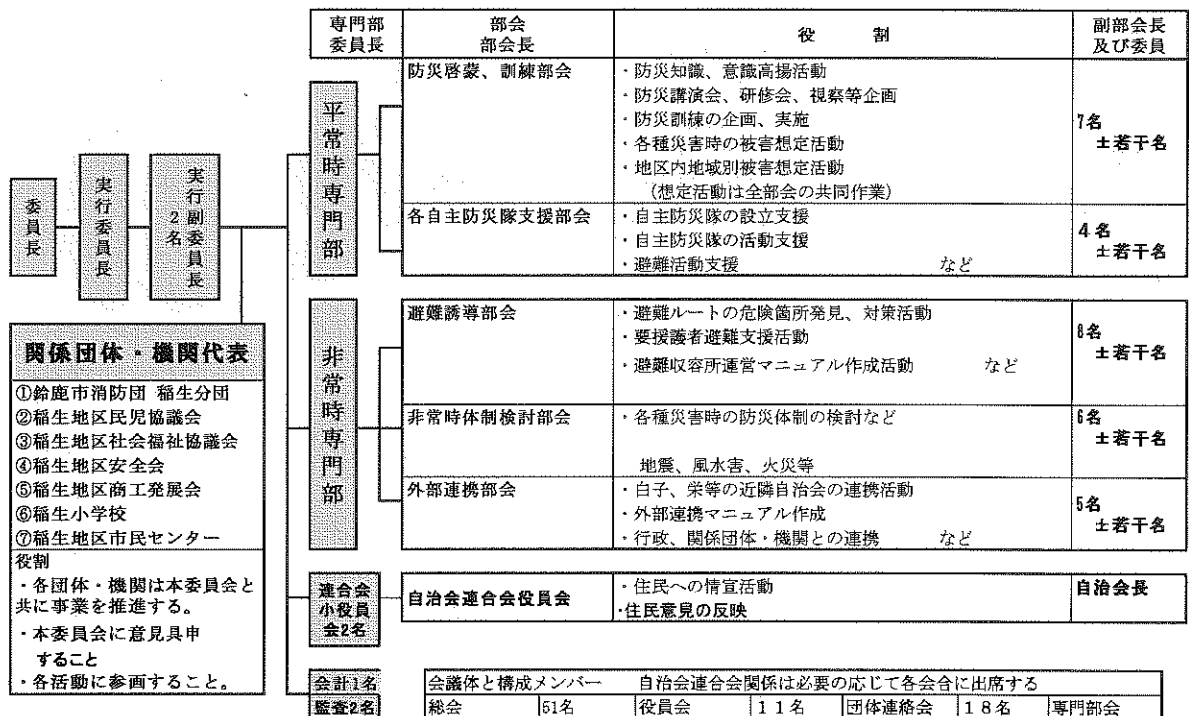 専門部
委員長
部会
部会長
役　割
副部会長
及び委員
委員長
実行委員長
実行副委員長
2名
平常時専門部
防災啓蒙、訓練部会
・防災知識、意識高揚活動
・防災講演会、研修会、視察等企画
・防災訓練の企画、実施
・各種災害時の被害想定活動
・地区内地域別被害想定活動
（想定活動は全部会の共同作業）
7名
±若干名
各自主防災隊支援部会
・自主防災隊の設立支援
・自主防災隊の活動支援
・避難活動支援　など
4名
±若干名
非常時専門部
避難誘導部会
・避難ルートの危険箇所発見、対策活動
・要援護者避難支援活動
・避難収容所運営マニュアル作成活動　など
8名
±若干名
非常時体制検討部会
・各種災害時の防災体制の検討など
地震、風水害、火災等
6名
±若干名
外部連携部会
・白子、栄等の近隣自治会の連携活動
・外部連携マニュアル作成
・行政、関係団体・機関との連携　など
5名
±若干名
関係団体・機関代表
①鈴鹿市消防団 稲生分団
②稲生地区民児協議会
③稲生地区社会福祉協議会
④稲生地区安全会
⑤稲生地区商工発展会
⑥稲生小学校
⑦稲生地区市民センター
役割
・各団体・機関は本委員会と
共に事業を推進する。
・本委員会に意見具申
すること
・各活動に参画すること。
連合会
小役員
会2名
自治会連合会役員会
・住民への情宣活動
・住民意見の反映
自治会長
会計1名
監査2名
会議体と構成メンバー　自治会連合会関係は必要の応じて各会合に出席する
総会　51名　役員会　11名　団体連絡会　18名　専門部会